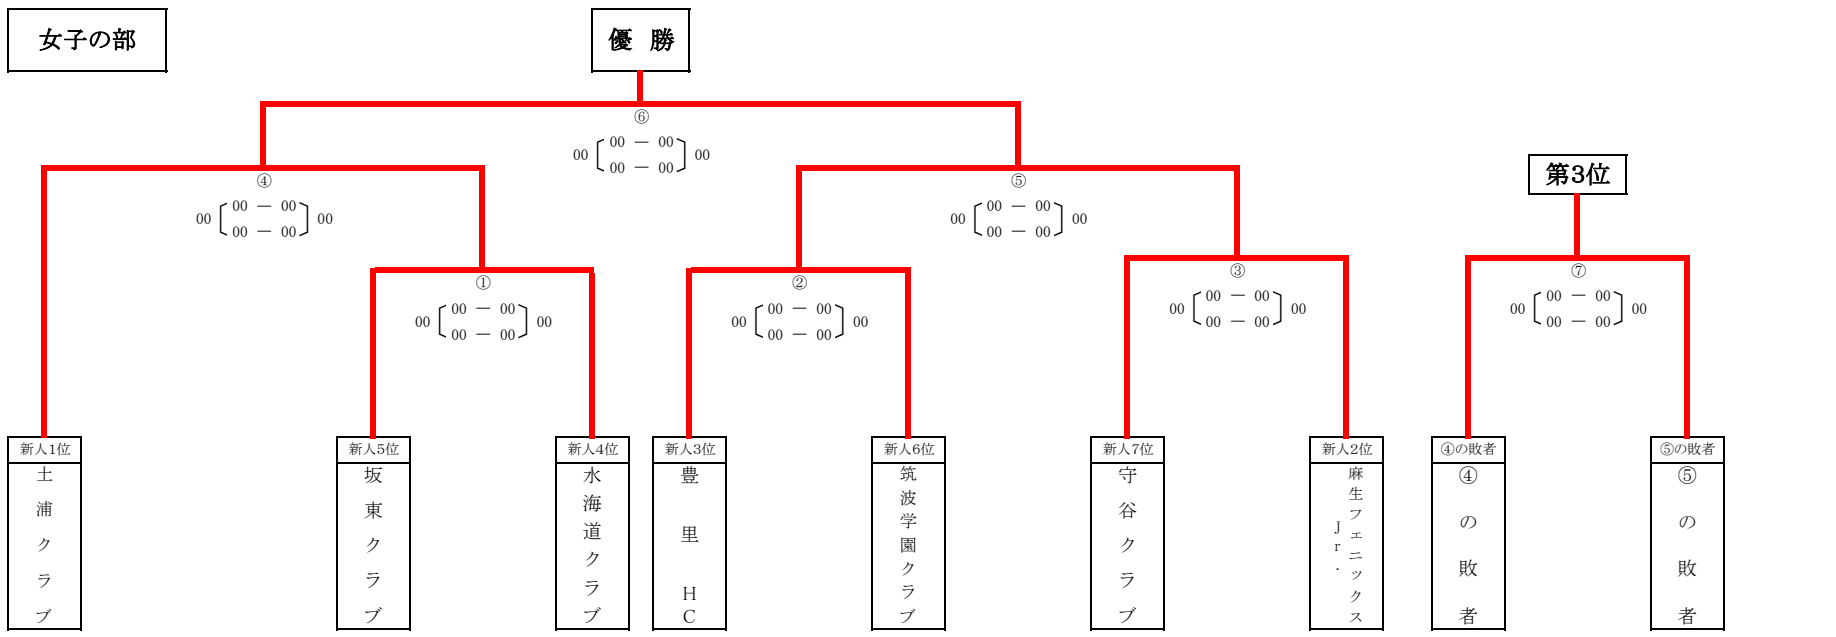 女子の部
優 勝
⑥
00 〔 00 － 00 〕 00
00 － 00
第3位
④
00 〔 00 － 00 〕 00
00 － 00
⑤
00 〔 00 － 00 〕 00
00 － 00
①
00 〔 00 － 00 〕 00
00 － 00
②
00 〔 00 － 00 〕 00
00 － 00
③
00 〔 00 － 00 〕 00
00 － 00
⑦
00 〔 00 － 00 〕 00
00 － 00
新人1位
土浦クラブ
新人5位
坂東クラブ
新人4位
水海道クラブ
新人3位
豊里HC
新人6位
筑波学園クラブ
新人7位
守谷クラブ
新人2位
麻生フェニックス
Jr.
④の敗者
④の敗者
⑤の敗者
⑤の敗者